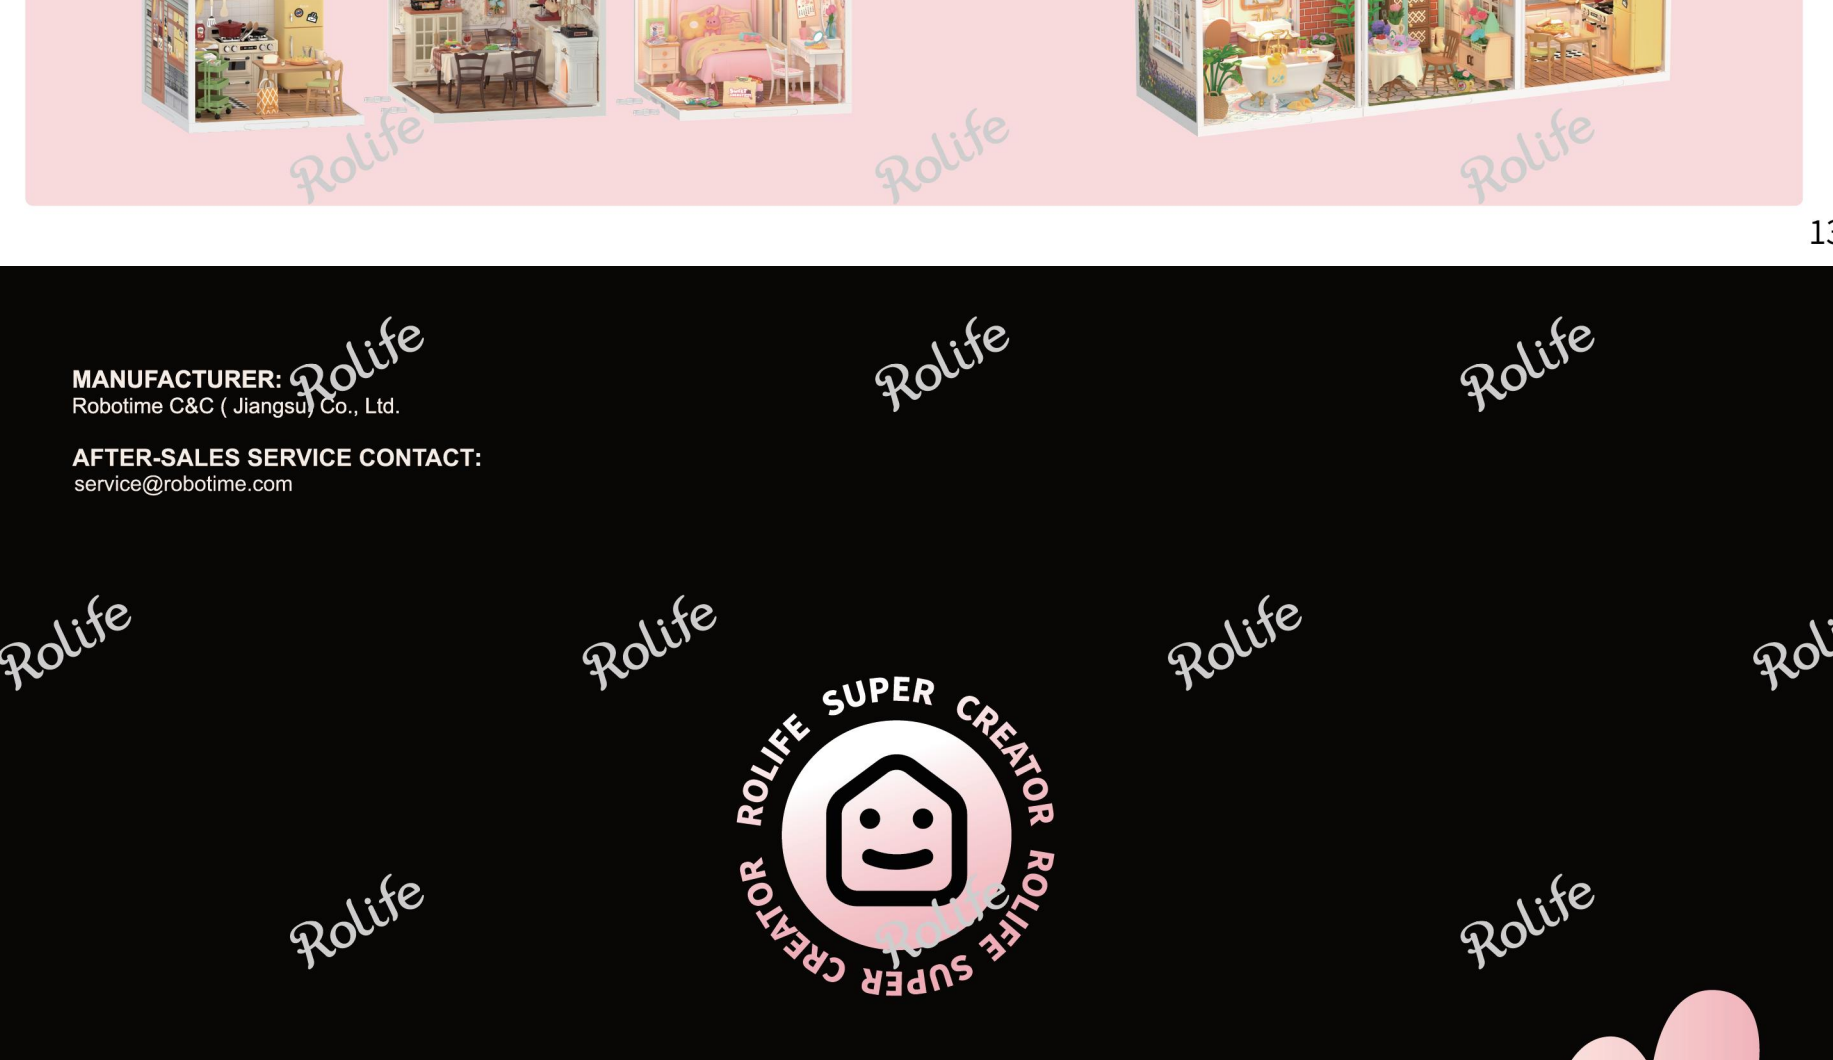 Rolife Rolife Rolife
13
Rolife Rolife Rolife
MANUFACTURER:
Robotime C&C ( Jiangsu) Co., Ltd.
AFTER-SALES SERVICE CONTACT:
service@robotime.com
Rolife Rolife Rolife
ROLIFE SUPER CREATOR
ROLIFE SUPER CREATOR
Rolife Rolife Rolife